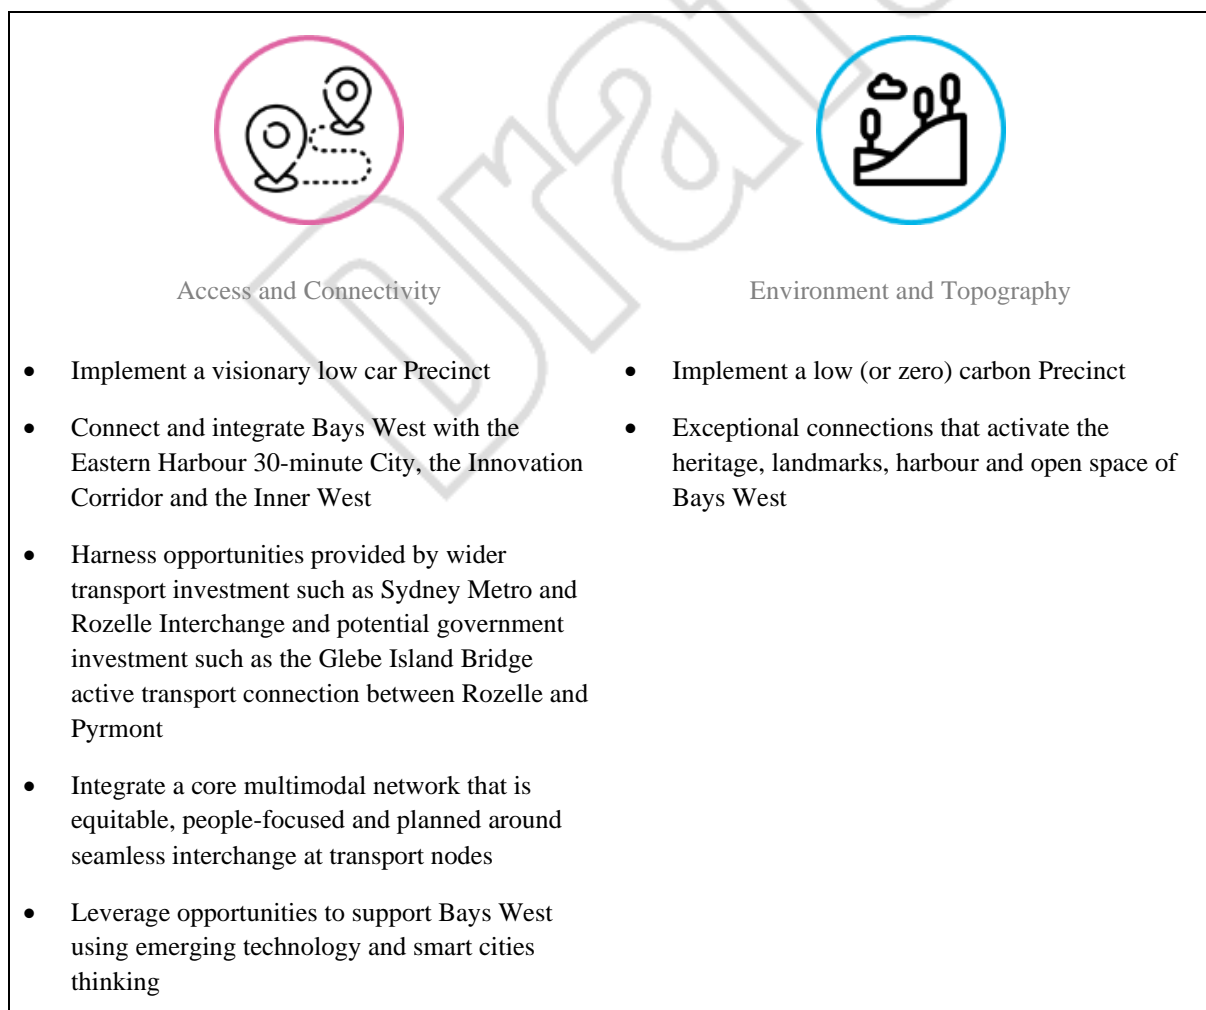 Draft
Access and Connectivity
• Implement a visionary low car Precinct
• Connect and integrate Bays West with the
Eastern Harbour 30-minute City, the Innovation
Corridor and the Inner West
• Harness opportunities provided by wider
transport investment such as Sydney Metro and
Rozelle Interchange and potential government
investment such as the Glebe Island Bridge
active transport connection between Rozelle and
Pyrmont
• Integrate a core multimodal network that is
equitable, people-focused and planned around
seamless interchange at transport nodes
• Leverage opportunities to support Bays West
using emerging technology and smart cities
thinking
Environment and Topography
• Implement a low (or zero) carbon Precinct
• Exceptional connections that activate the
heritage, landmarks, harbour and open space of
Bays West